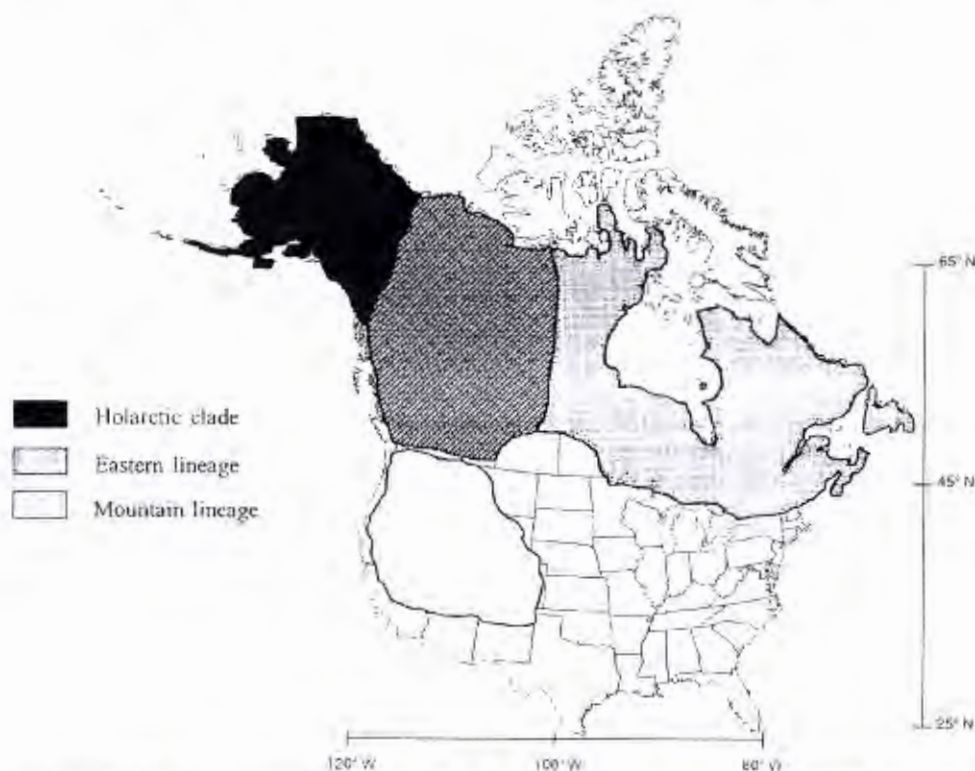 65° N
Holarctic clade
Eastern lineage
45° N
Mountain lineage
25° N
120° W
100° W
80° W